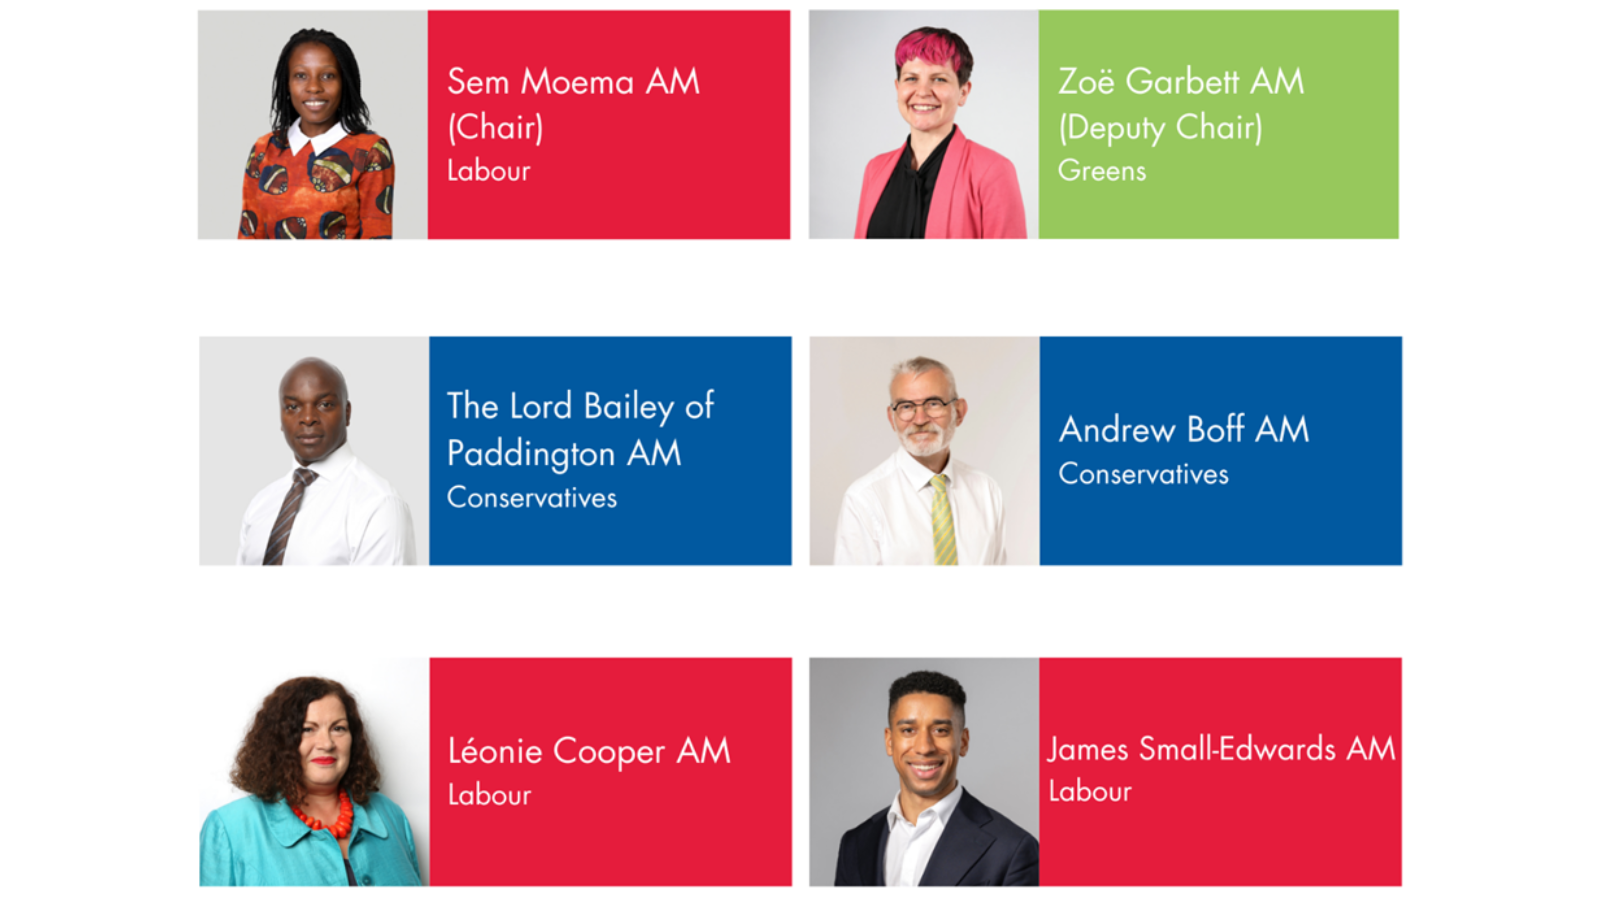 Sem Moema AM
(Chair)
Labour
Zoë Garbett AM
(Deputy Chair)
Greens
The Lord Bailey of
Paddington AM
Conservatives
Andrew Boff AM
Conservatives
Léonie Cooper AM
Labour
James Small-Edwards AM
Labour